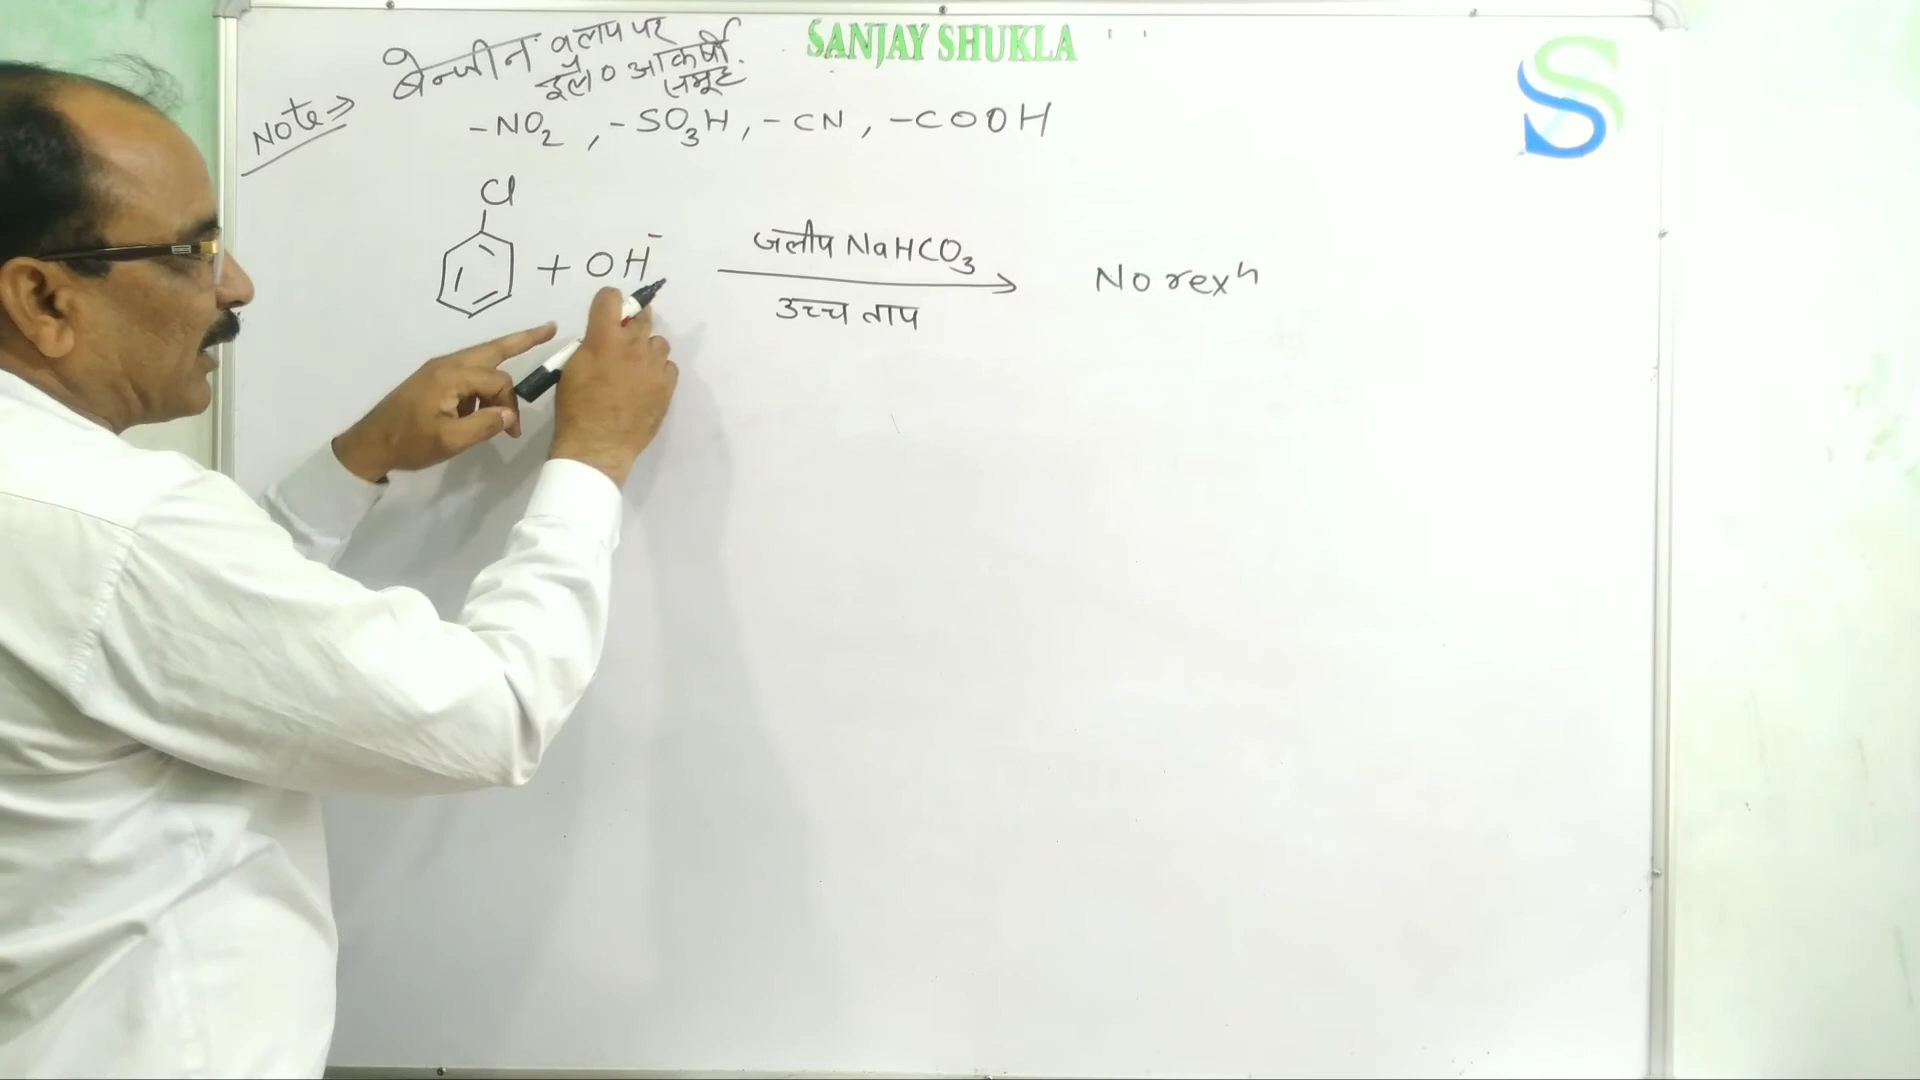 SANJAY SHUKLA
Note⇒ बेन्जीन वलय पर
इले० आकर्षी
समूह
-NO₂, -SO₃H, -CN, -COOH
Cl
+ OH⁻
जलीय NaHCO₃
उच्च ताप
No rexⁿ